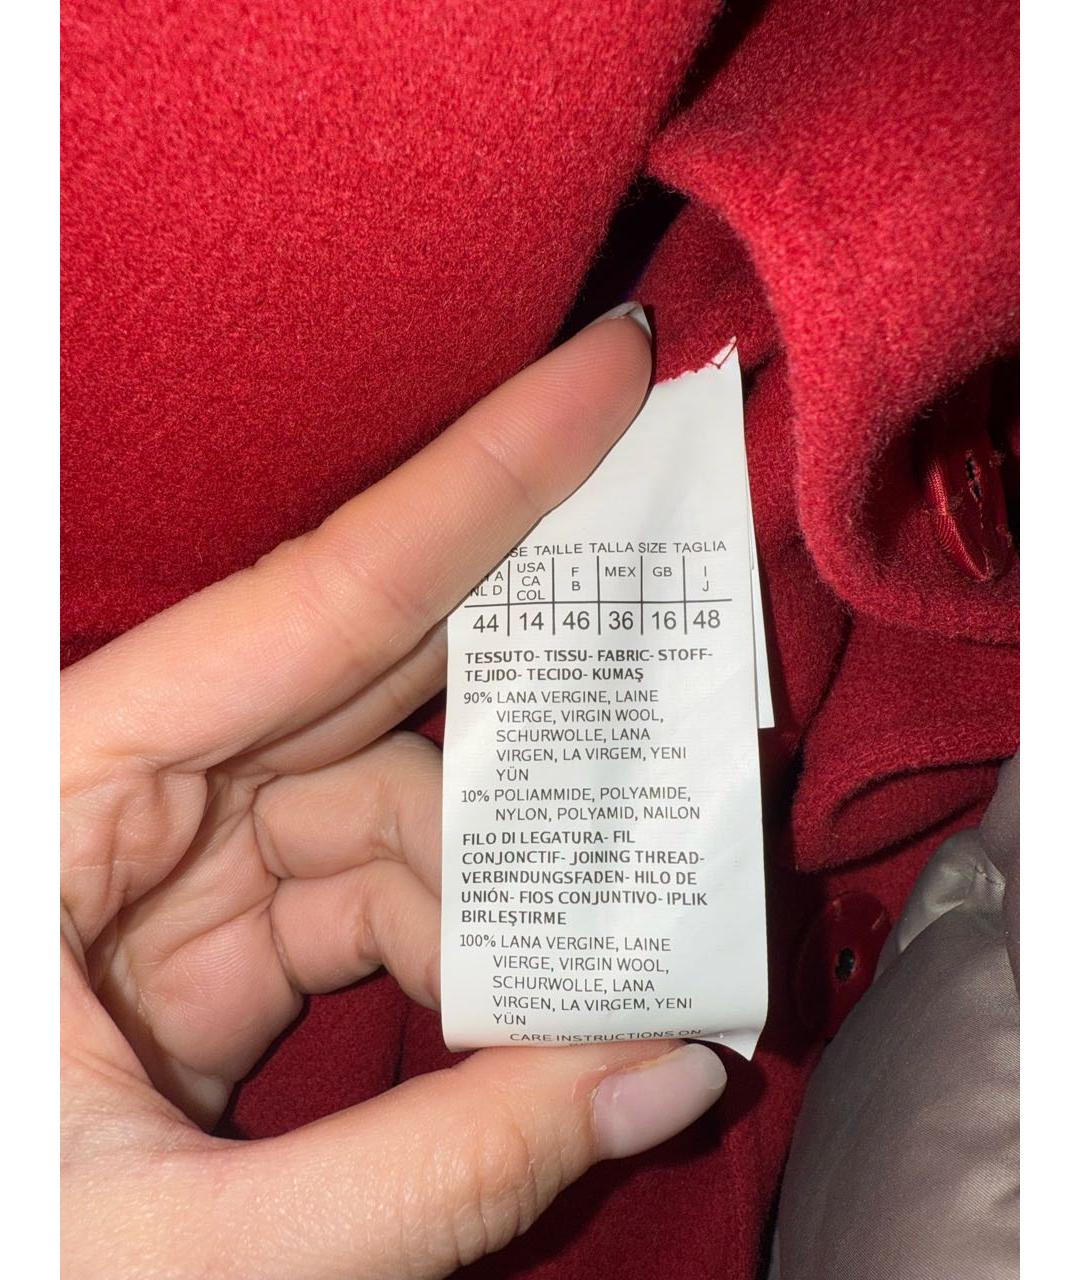 SE TAILLE TALLA SIZE TAGLIA
A NL D USA CA COL F B MEX GB I J
44 14 46 36 16 48
TESSUTO- TISSU- FABRIC- STOFF-
TEJIDO- TECIDO- KUMAŞ
90% LANA VERGINE, LAINE
VIERGE, VIRGIN WOOL,
SCHURWOLLE, LANA
VIRGEN, LA VIRGEM, YENI
YÜN
10% POLIAMMIDE, POLYAMIDE,
NYLON, POLYAMID, NAILON
FILO DI LEGATURA- FIL
CONJONCTIF- JOINING THREAD-
VERBINDUNGSFADEN- HILO DE
UNIÓN- FIOS CONJUNTIVO- IPLIK
BIRLEŞTIRME
100% LANA VERGINE, LAINE
VIERGE, VIRGIN WOOL,
SCHURWOLLE, LANA
VIRGEN, LA VIRGEM, YENI
YÜN
CARE INSTRUCTIONS ON